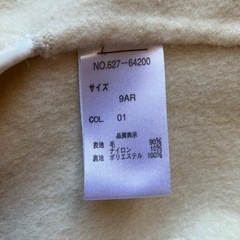 NO.627-64200
サイズ
9AR
COL. 01
品質表示
表地 毛 90%
ナイロン 10%
裏地 ポリエステル 100%